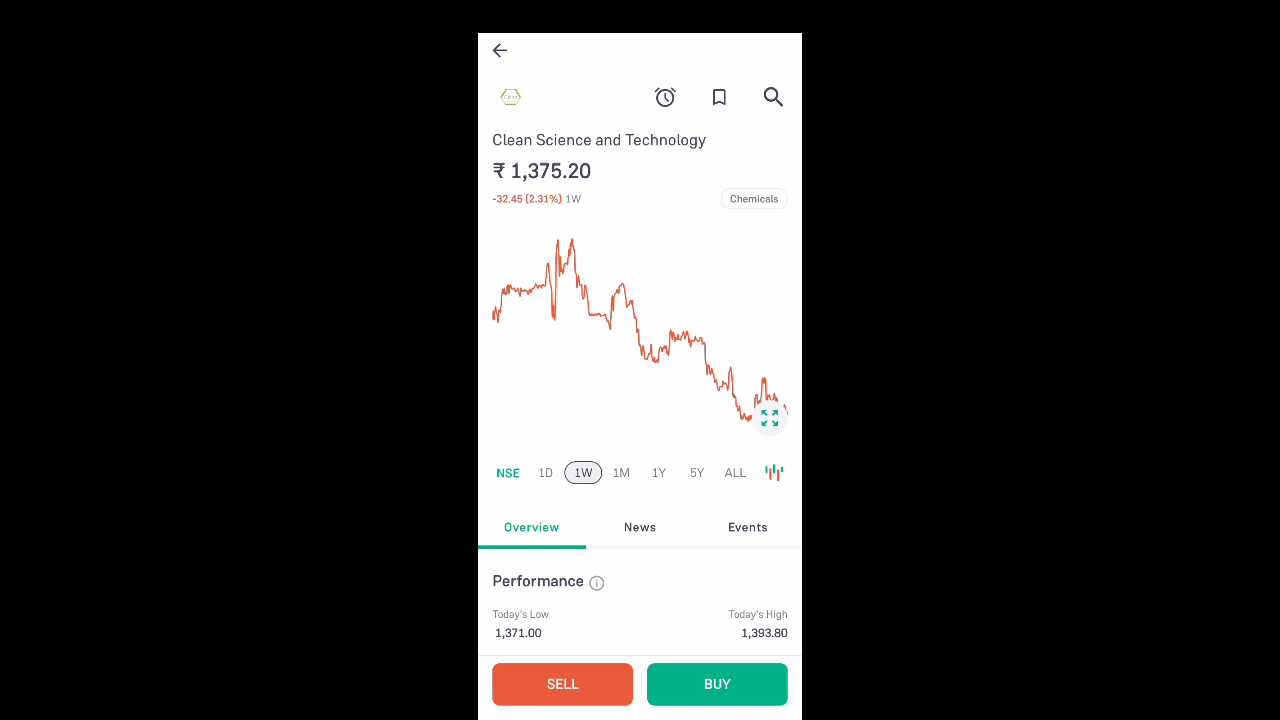 Clean
Clean Science and Technology
₹ 1,375.20
-32.45 (2.31%) 1W
Chemicals
NSE 1D 1W 1M 1Y 5Y ALL
Overview News Events
Performance
Today's Low Today's High
1,371.00 1,393.80
SELL BUY